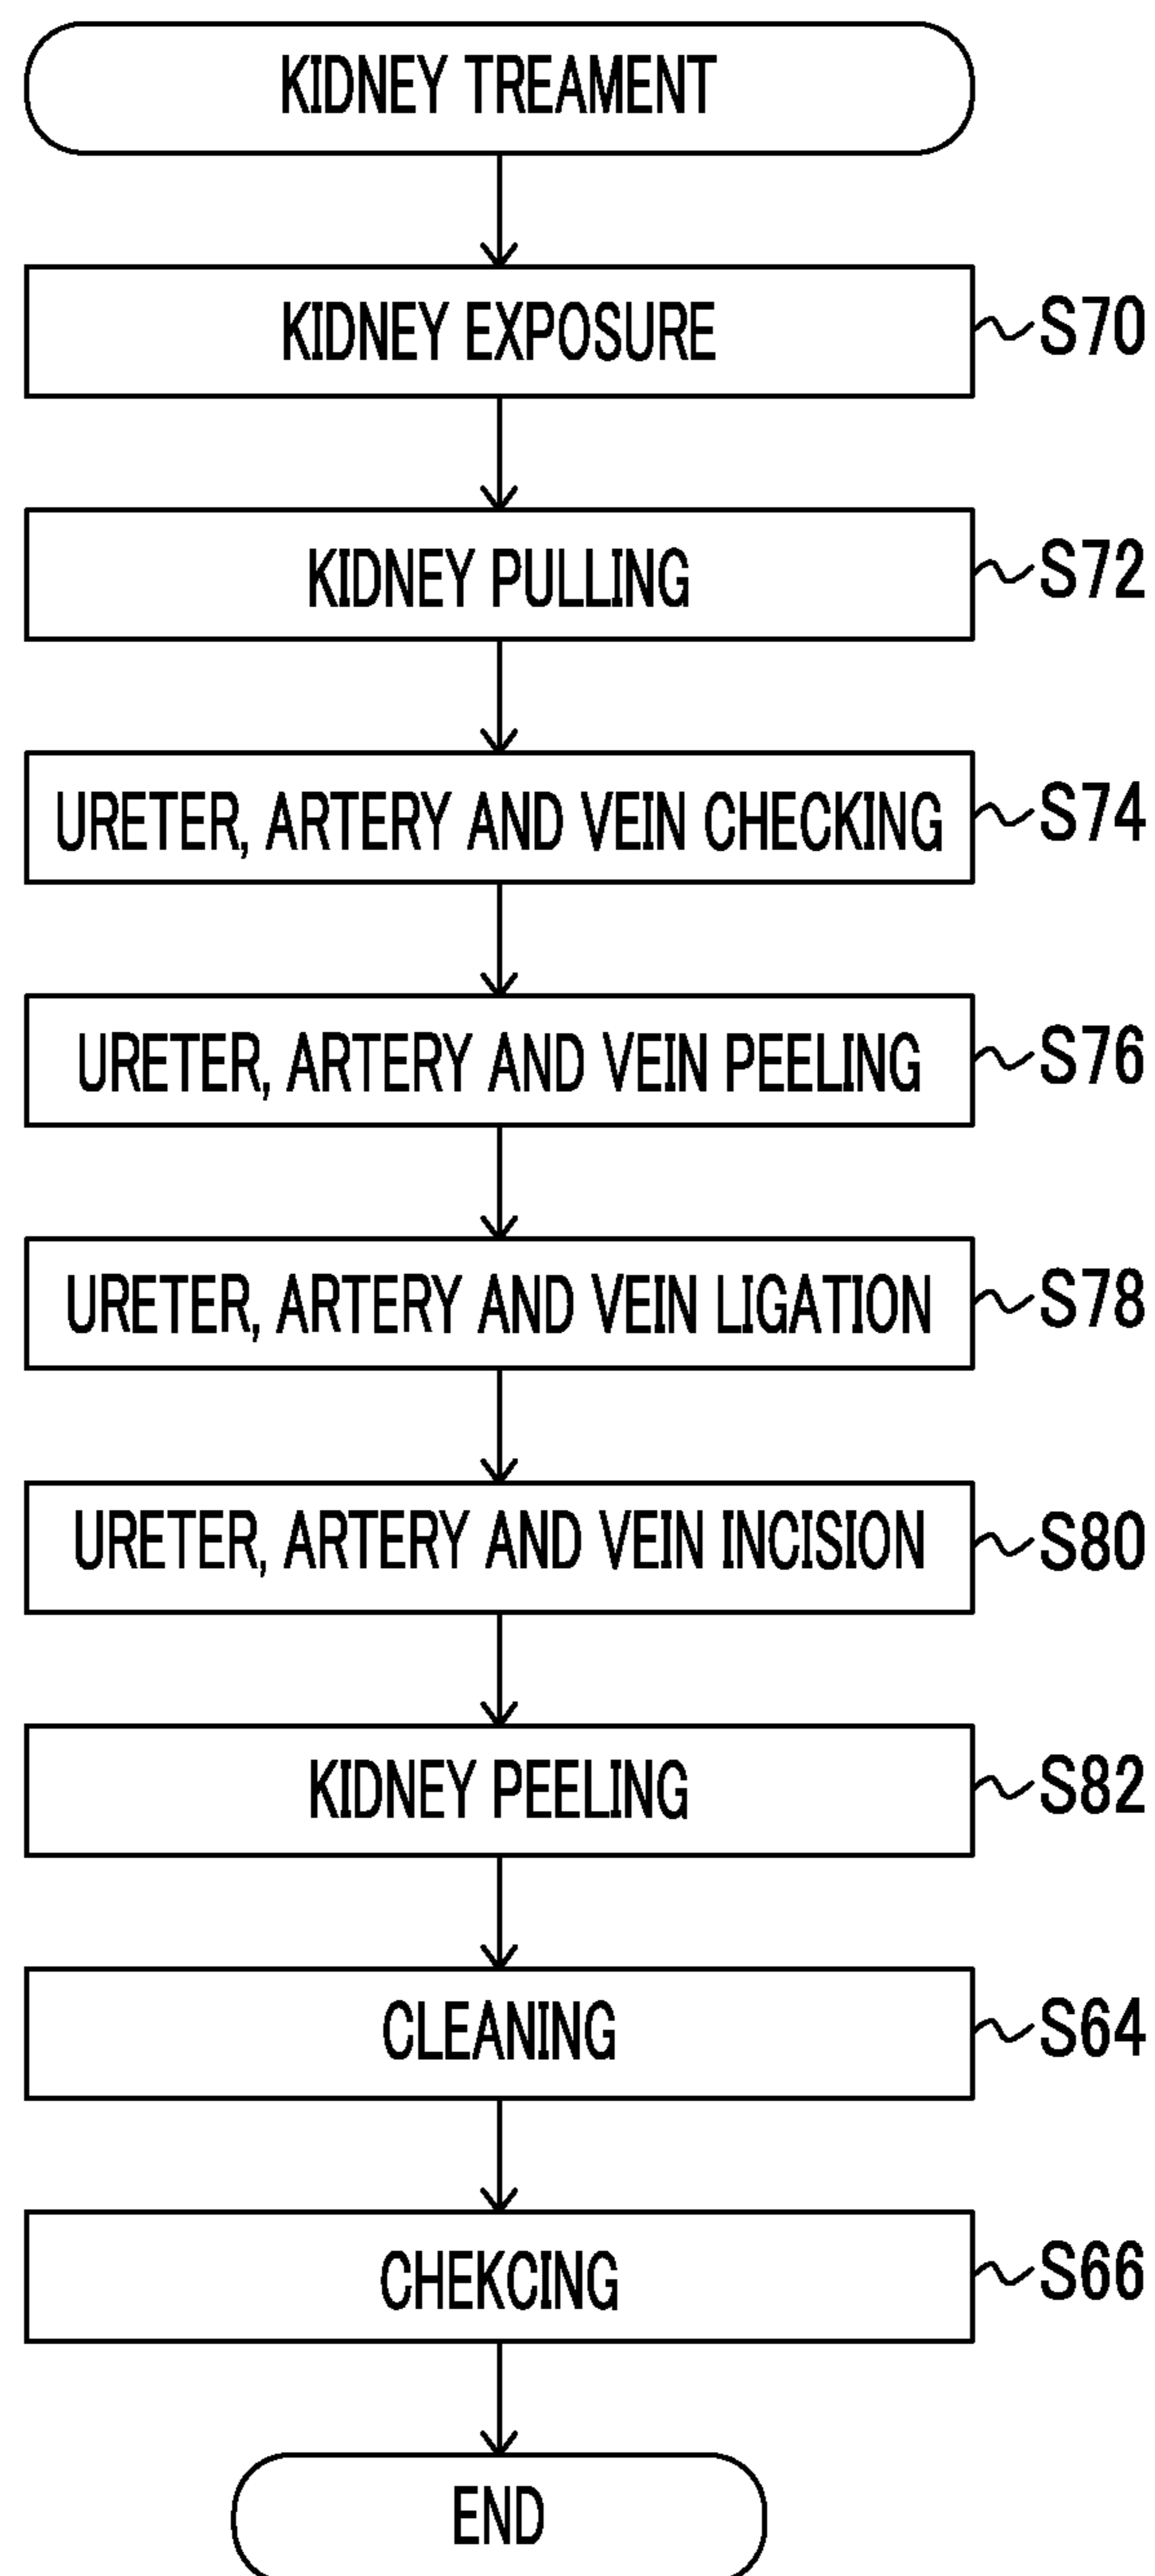 KIDNEY TREAMENT
KIDNEY EXPOSURE
S70
KIDNEY PULLING
S72
URETER, ARTERY AND VEIN CHECKING
S74
URETER, ARTERY AND VEIN PEELING
S76
URETER, ARTERY AND VEIN LIGATION
S78
URETER, ARTERY AND VEIN INCISION
S80
KIDNEY PEELING
S82
CLEANING
S64
CHEKCING
S66
END